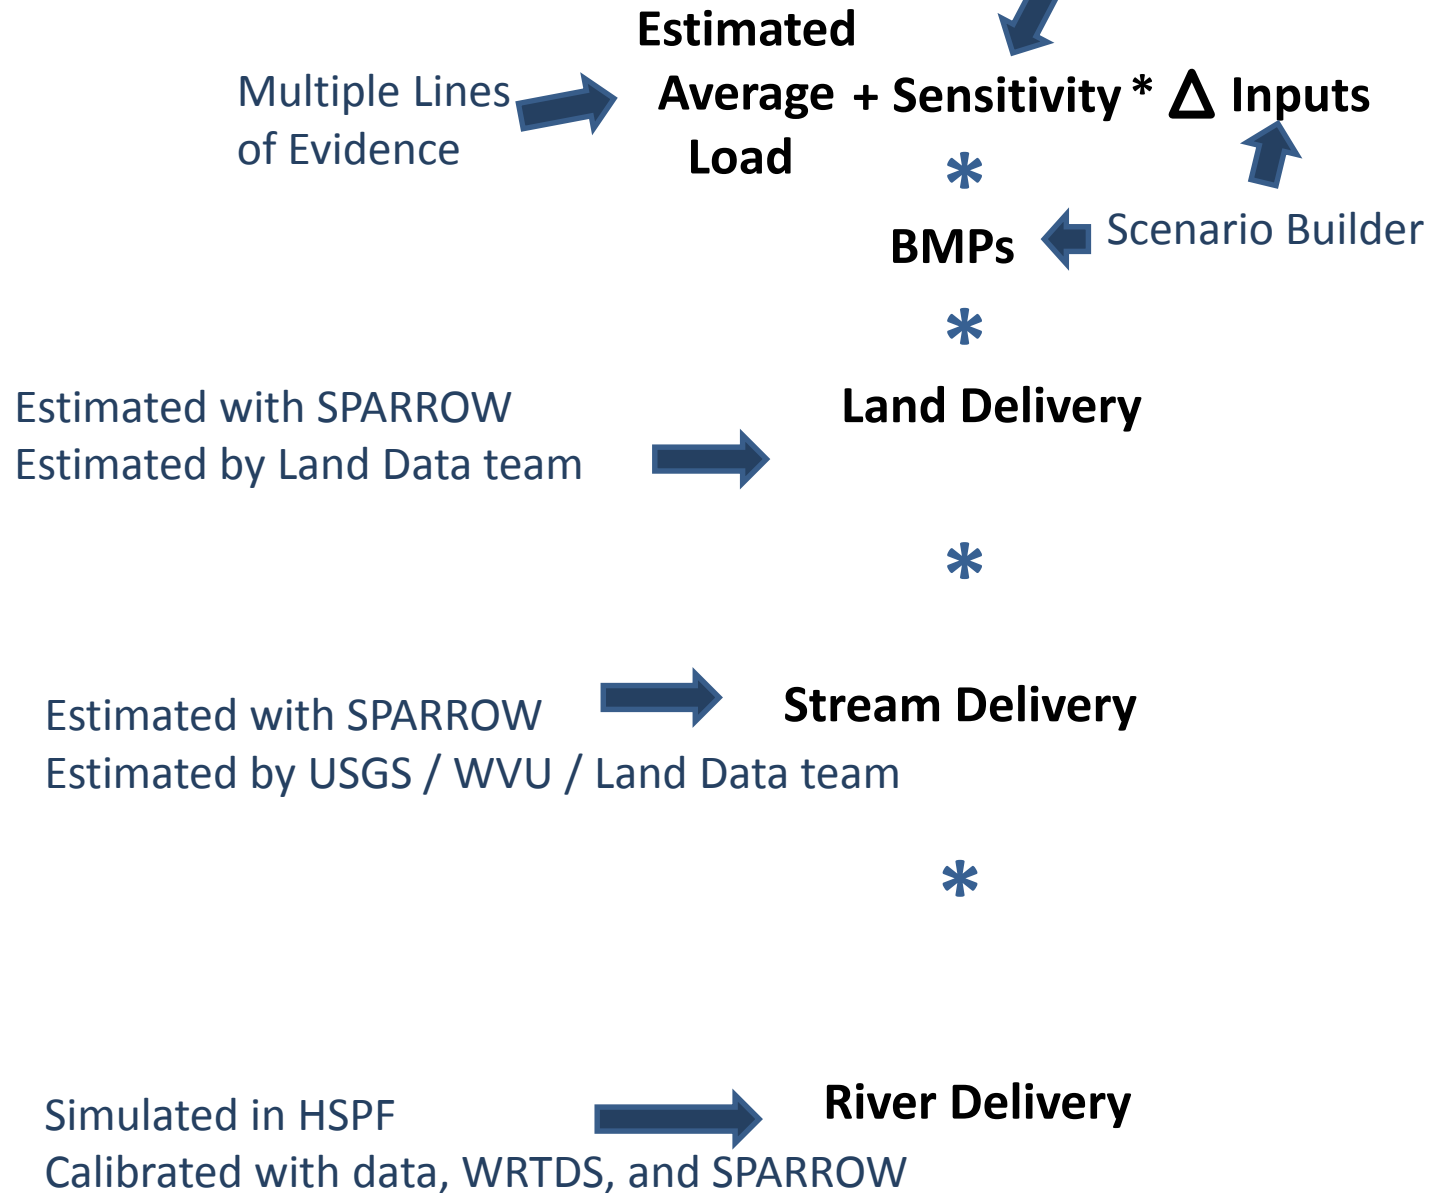 Estimated
Multiple Lines
of Evidence
Average + Sensitivity * Δ Inputs
Load
*
BMPs
Scenario Builder
*
Estimated with SPARROW
Estimated by Land Data team
Land Delivery
*
Estimated with SPARROW
Estimated by USGS / WVU / Land Data team
Stream Delivery
*
Simulated in HSPF
Calibrated with data, WRTDS, and SPARROW
River Delivery